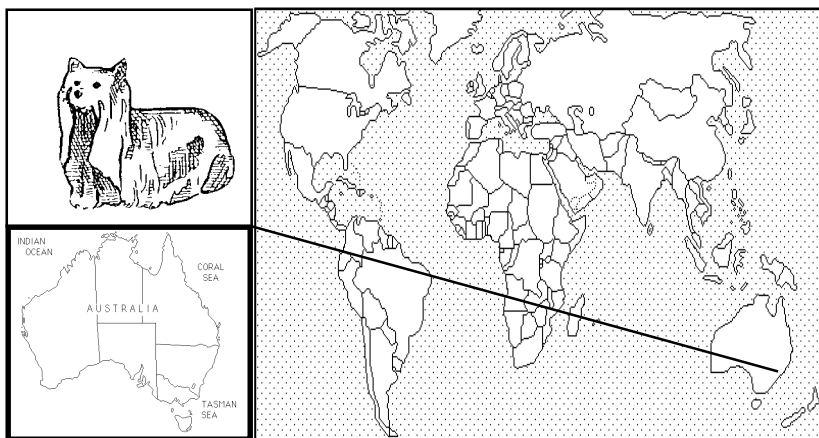 INDIAN
OCEAN
CORAL
SEA
AUSTRALIA
TASMAN
SEA